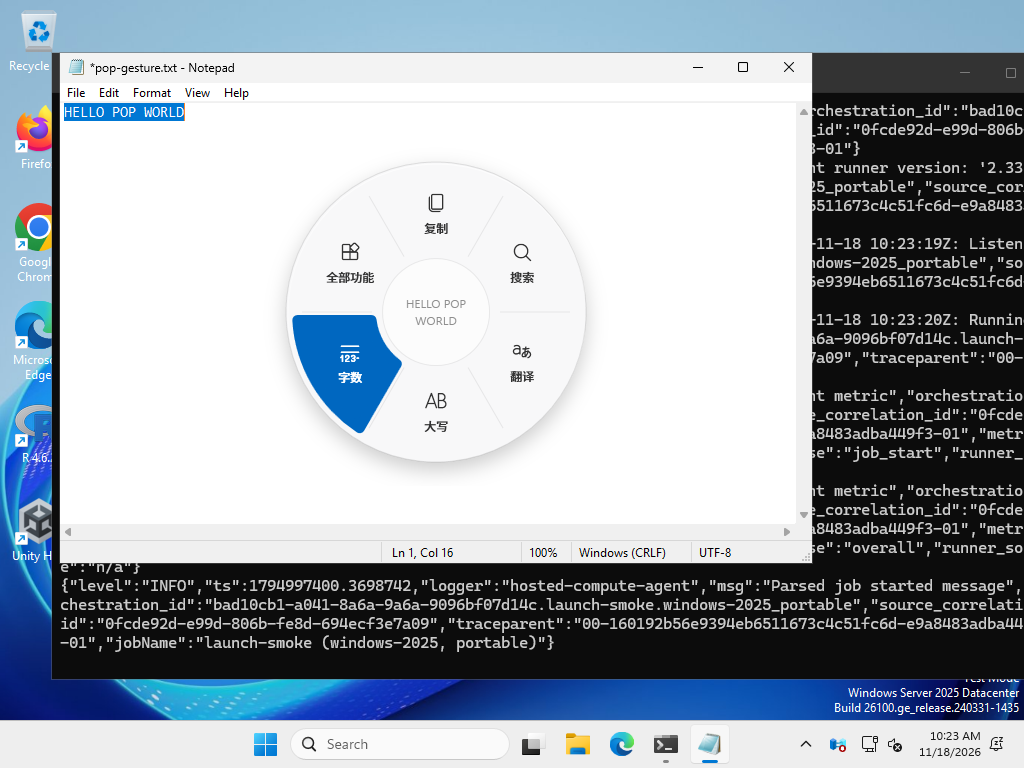 Recycle
Firefo
Googl
Chrom
Micros
Edge
R 4.6.
Unity H
*pop-gesture.txt - Notepad
File Edit Format View Help
HELLO POP WORLD
复制
全部功能
搜索
HELLO POP
WORLD
字数
翻译
大写
Ln 1, Col 16 100% Windows (CRLF) UTF-8
rchestration_id":"bad10c
_id":"0fcde92d-e99d-806b
3-01"}
nt runner version: '2.33
25_portable","source_cor
6511673c4c51fc6d-e9a8483
-11-18 10:23:19Z: Listen
ndows-2025_portable","so
6e9394eb6511673c4c51fc6d
-11-18 10:23:20Z: Runnin
a6a-9096bf07d14c.launch-
7a09","traceparent":"00-
nt metric","orchestratio
e_correlation_id":"0fcde
a8483adba449f3-01","metr
se":"job_start","runner_
nt metric","orchestratio
e_correlation_id":"0fcde
a8483adba449f3-01","metr
se":"overall","runner_so
e":"n/a"}
{"level":"INFO","ts":1794997400.3698742,"logger":"hosted-compute-agent","msg":"Parsed job started message",
chestration_id":"bad10cb1-a041-8a6a-9a6a-9096bf07d14c.launch-smoke.windows-2025_portable","source_correlati
id":"0fcde92d-e99d-806b-fe8d-694ecf3e7a09","traceparent":"00-160192b56e9394eb6511673c4c51fc6d-e9a8483adba44
-01","jobName":"launch-smoke (windows-2025, portable)"}
Test Mode
Windows Server 2025 Datacenter
Build 26100.ge_release.240331-1435
Search
10:23 AM
11/18/2026